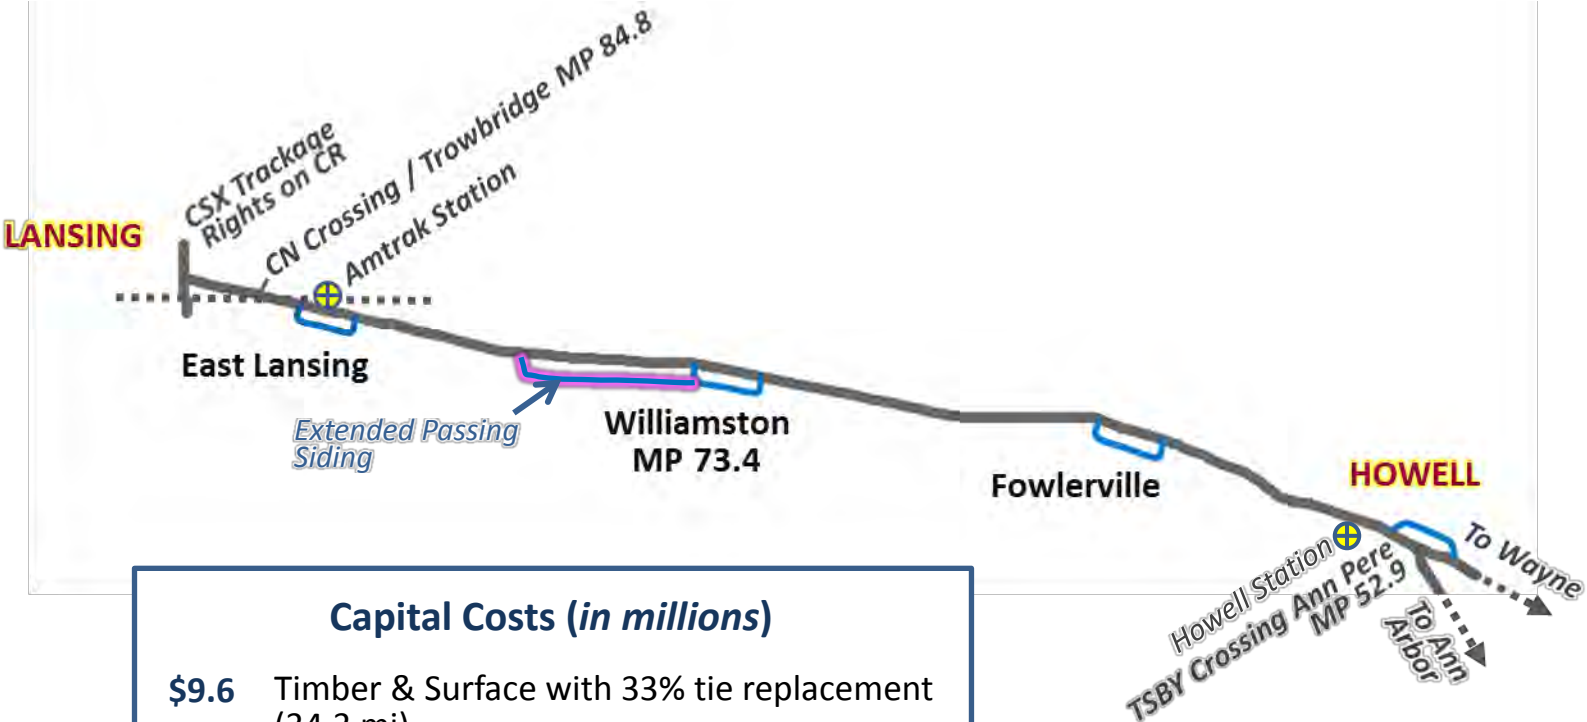 CSX Trackage
Rights on CR
CN Crossing / Trowbridge MP 84.8
Amtrak Station
LANSING
East Lansing
Extended Passing
Siding
Williamston
MP 73.4
Fowlerville
HOWELL
To Wayne
Howell Station
TSBY Crossing Ann Pere
MP 52.9
To Ann
Arbor
Capital Costs (in millions)
$9.6 Timber & Surface with 33% tie replacement